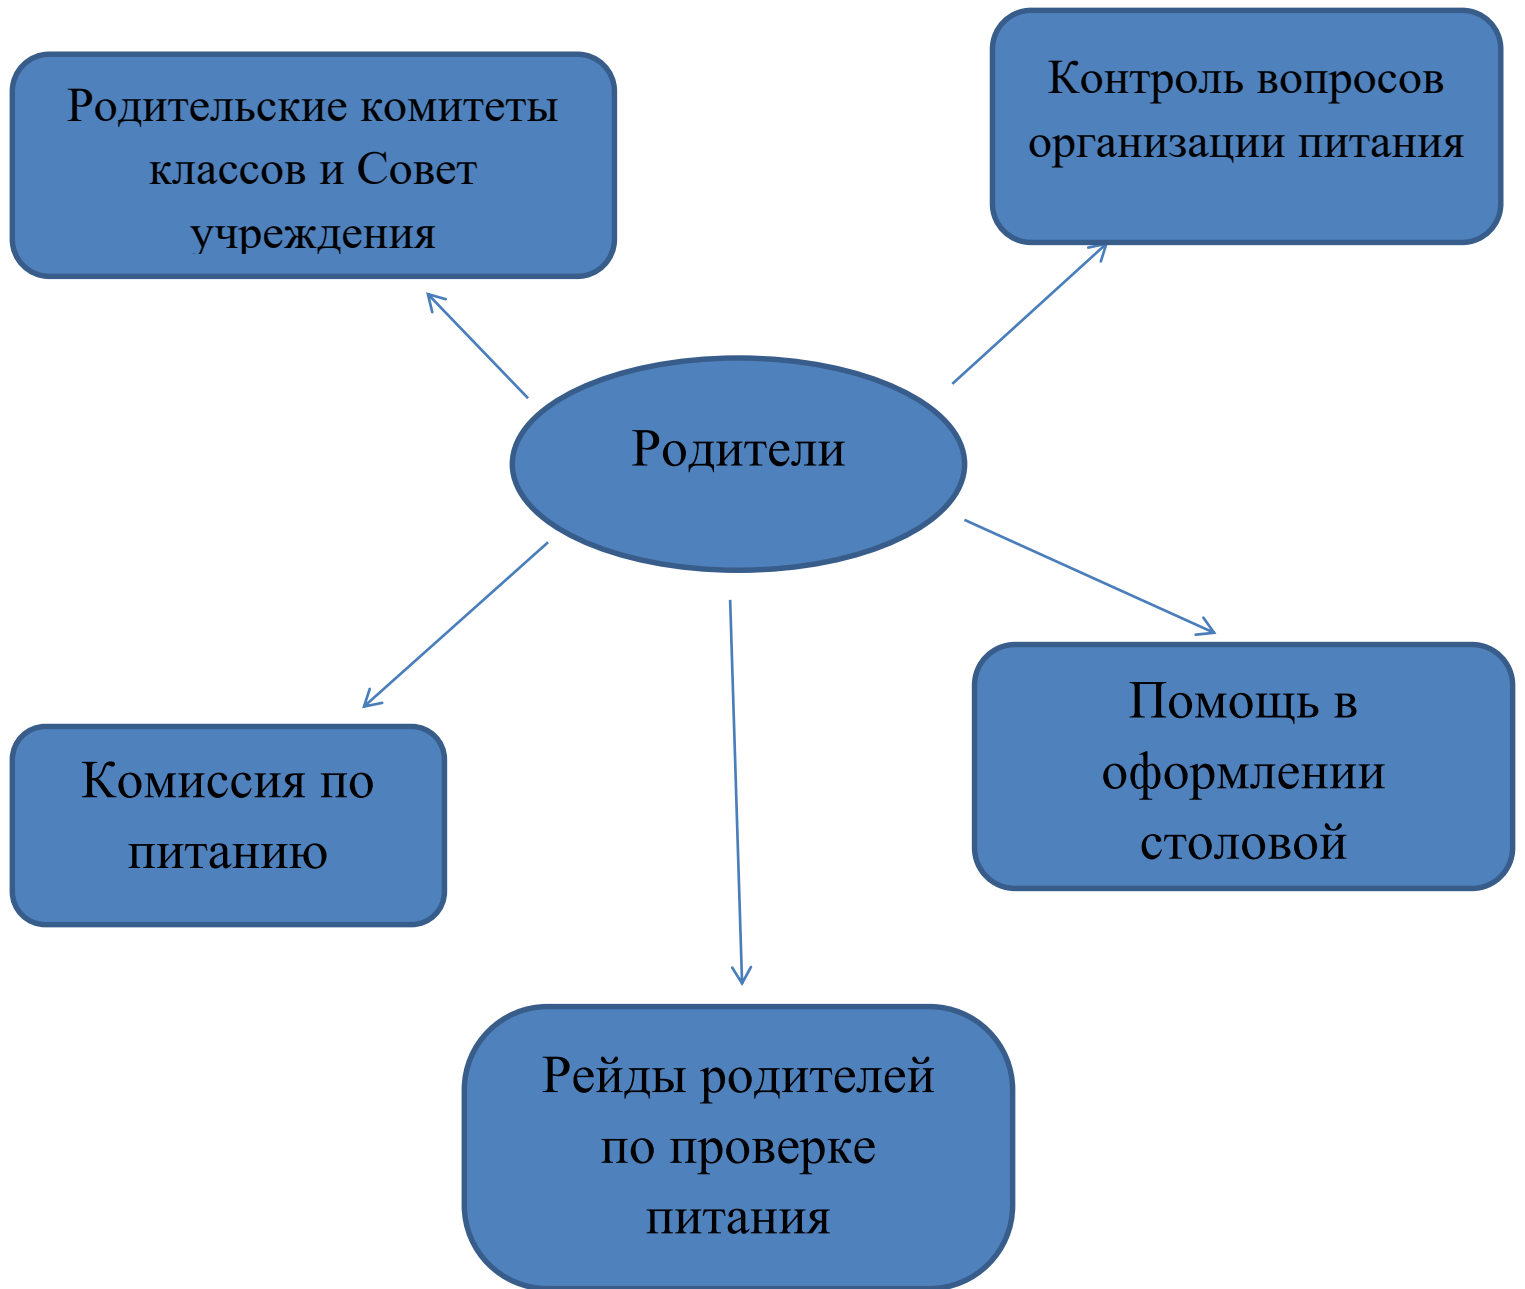 Родительские комитеты
классов и Совет
учреждения
Контроль вопросов
организации питания
Родители
Комиссия по
питанию
Помощь в
оформлении
столовой
Рейды родителей
по проверке
питания